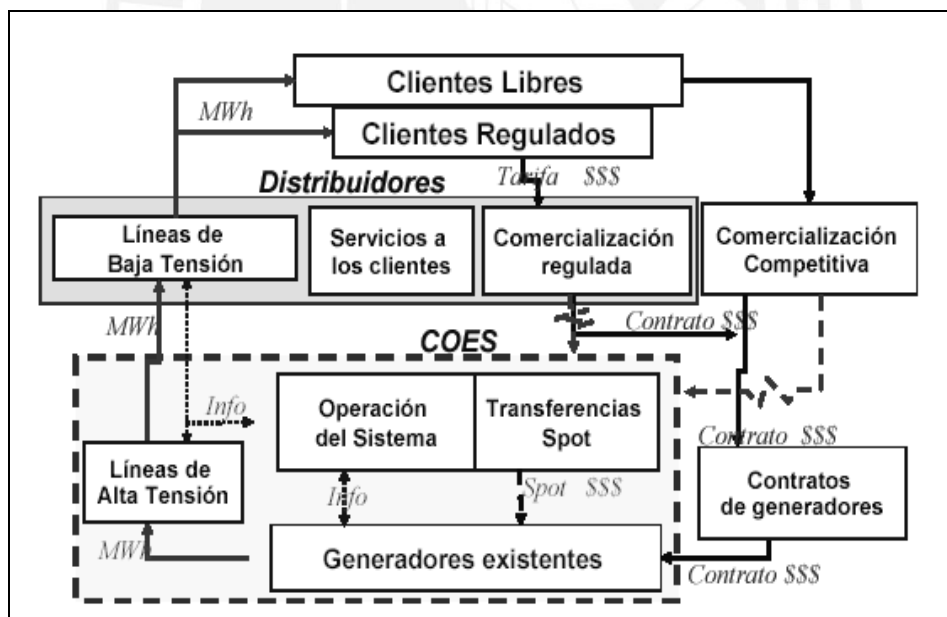 Clientes Libres
MWh
Clientes Regulados
Tarifa $$$
Distribuidores
Líneas de
Baja Tensión
Servicios a
los clientes
Comercialización
regulada
Comercialización
Competitiva
MWh
Contrato $$$
COES
Info
Operación
del Sistema
Transferencias
Spot
Contrato $$$
Líneas de
Alta Tensión
Info
Spot $$$
Contratos
de generadores
MWh
Generadores existentes
Contrato $$$